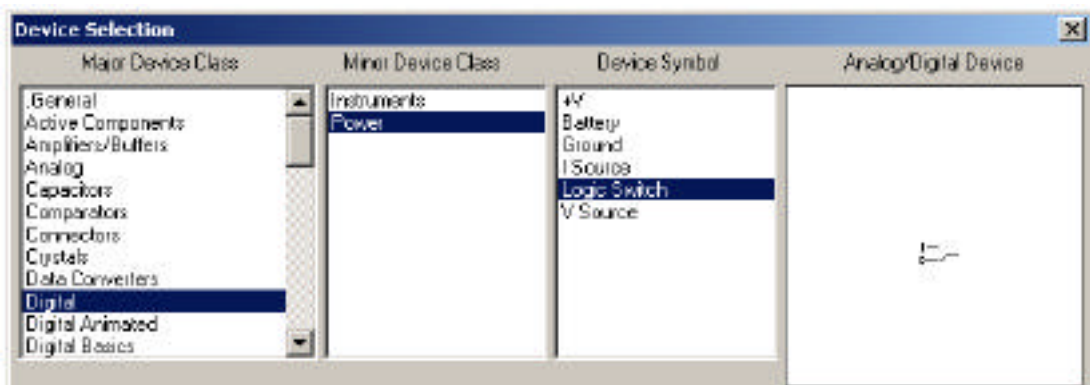 Device Selection
Major Device Class
Minor Device Class
Device Symbol
Analog/Digital Device
.General
Active Components
Amplifiers/Buffers
Analog
Capacitors
Comparators
Connectors
Crystals
Data Converters
Digital
Digital Animated
Digital Basics
Instruments
Power
+V
Battery
Ground
I Source
Logic Switch
V Source